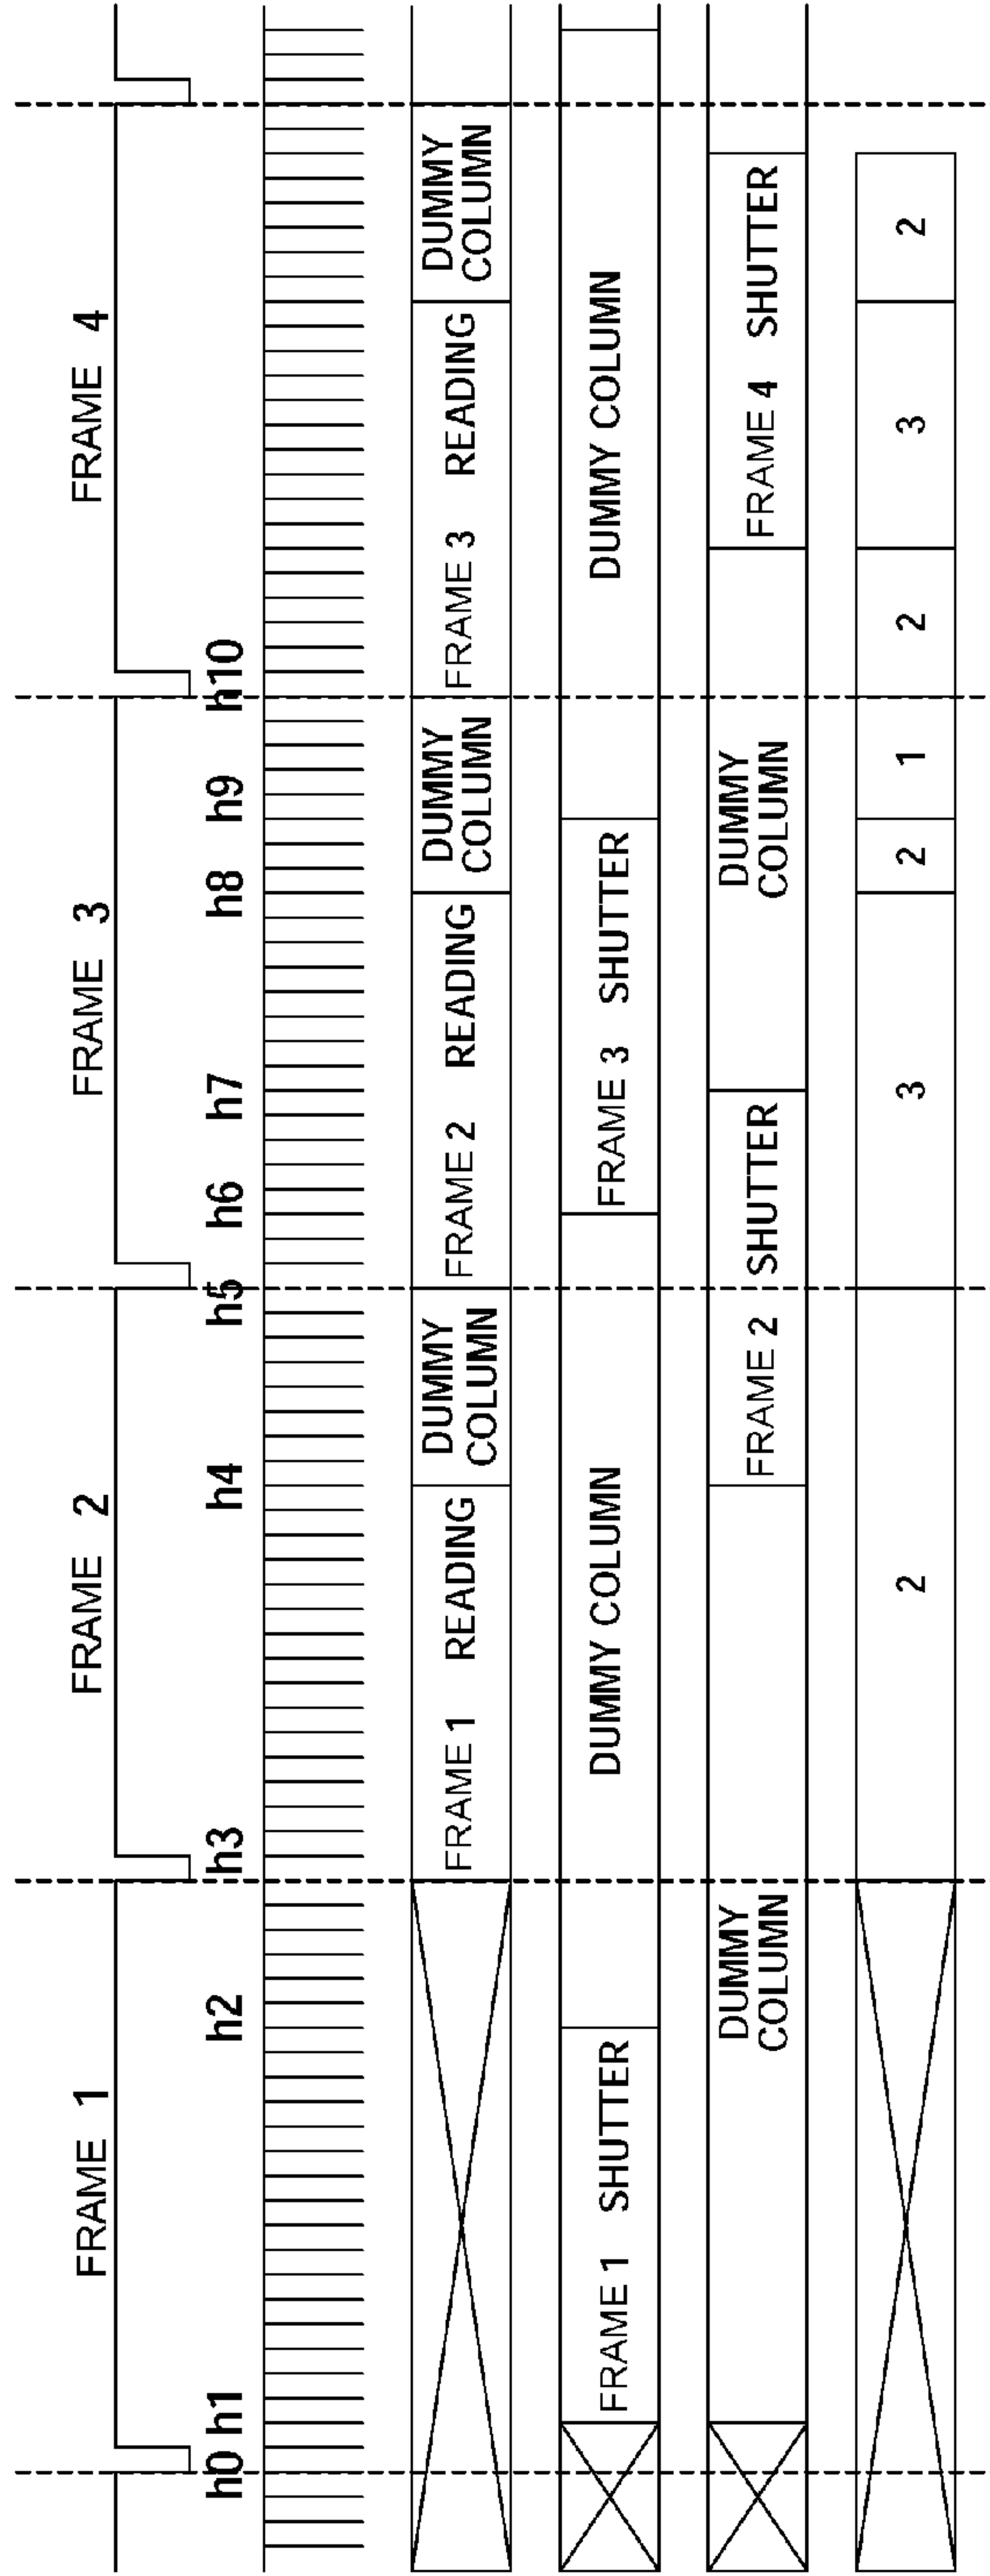 FRAME 1
FRAME 2
FRAME 3
FRAME 4
h0 h1 h2 h3 h4 h5 h6 h7 h8 h9 h10
FRAME 1 READING
DUMMY
COLUMN
FRAME 2 READING
DUMMY
COLUMN
FRAME 3 READING
DUMMY
COLUMN
FRAME 1 SHUTTER
DUMMY COLUMN
FRAME 3 SHUTTER
DUMMY COLUMN
DUMMY
COLUMN
FRAME 2 SHUTTER
DUMMY
COLUMN
FRAME 4 SHUTTER
2 3 2 1 2 3 2